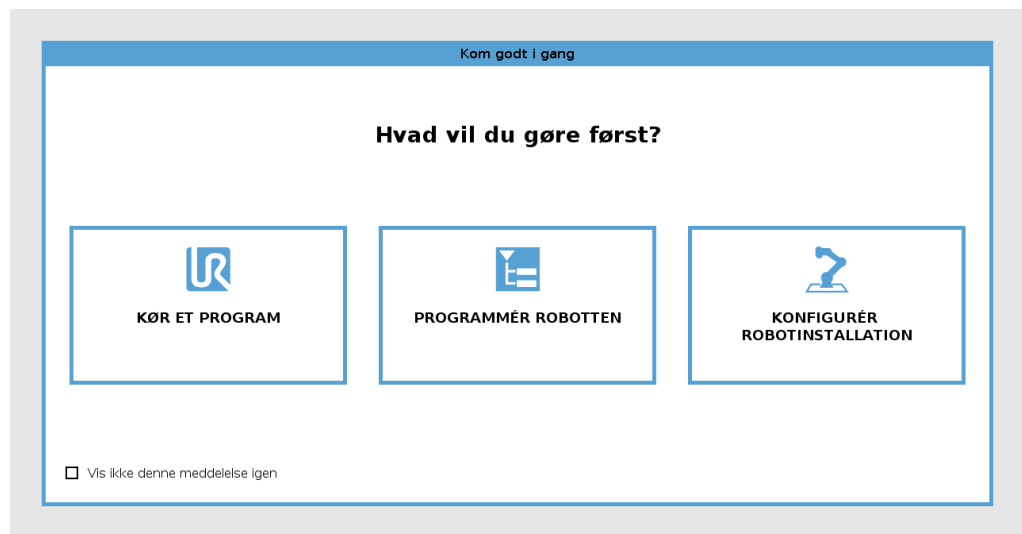 Kom godt i gang
Hvad vil du gøre først?
UR
KØR ET PROGRAM
PROGRAMMÉR ROBOTTEN
KONFIGURÉR
ROBOTINSTALLATION
Vis ikke denne meddelelse igen